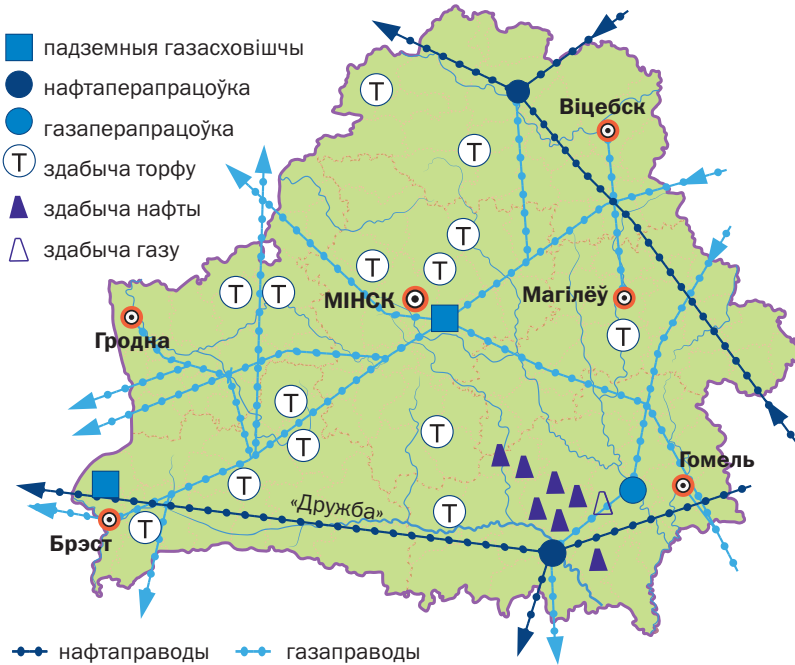 падземныя газасховішчы
нафтаперапрацоўка
газаперапрацоўка
Т здабыча торфу
здабыча нафты
здабыча газу
Т
Віцебск
Т
Т
Т
Т
МІНСК
Магілёў
Т
Т
Т
Гродна
Т
Т
Т
Т
Гомель
Т
«Дружба»
Т
Т
Брэст
нафтаправоды газаправоды